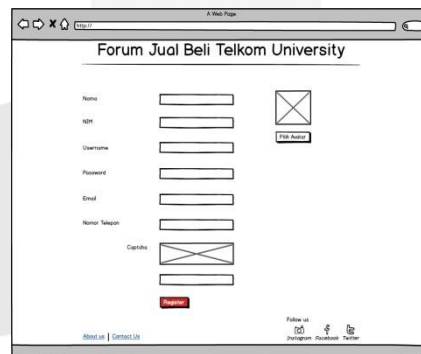 A Web Page
http://
Forum Jual Beli Telkom University
Nama
NIM
Pilih Avatar
Username
Password
Email
Nomor Telepon
Captcha
Register
Follow us
About us | Contact Us
Instagram Facebook Twitter